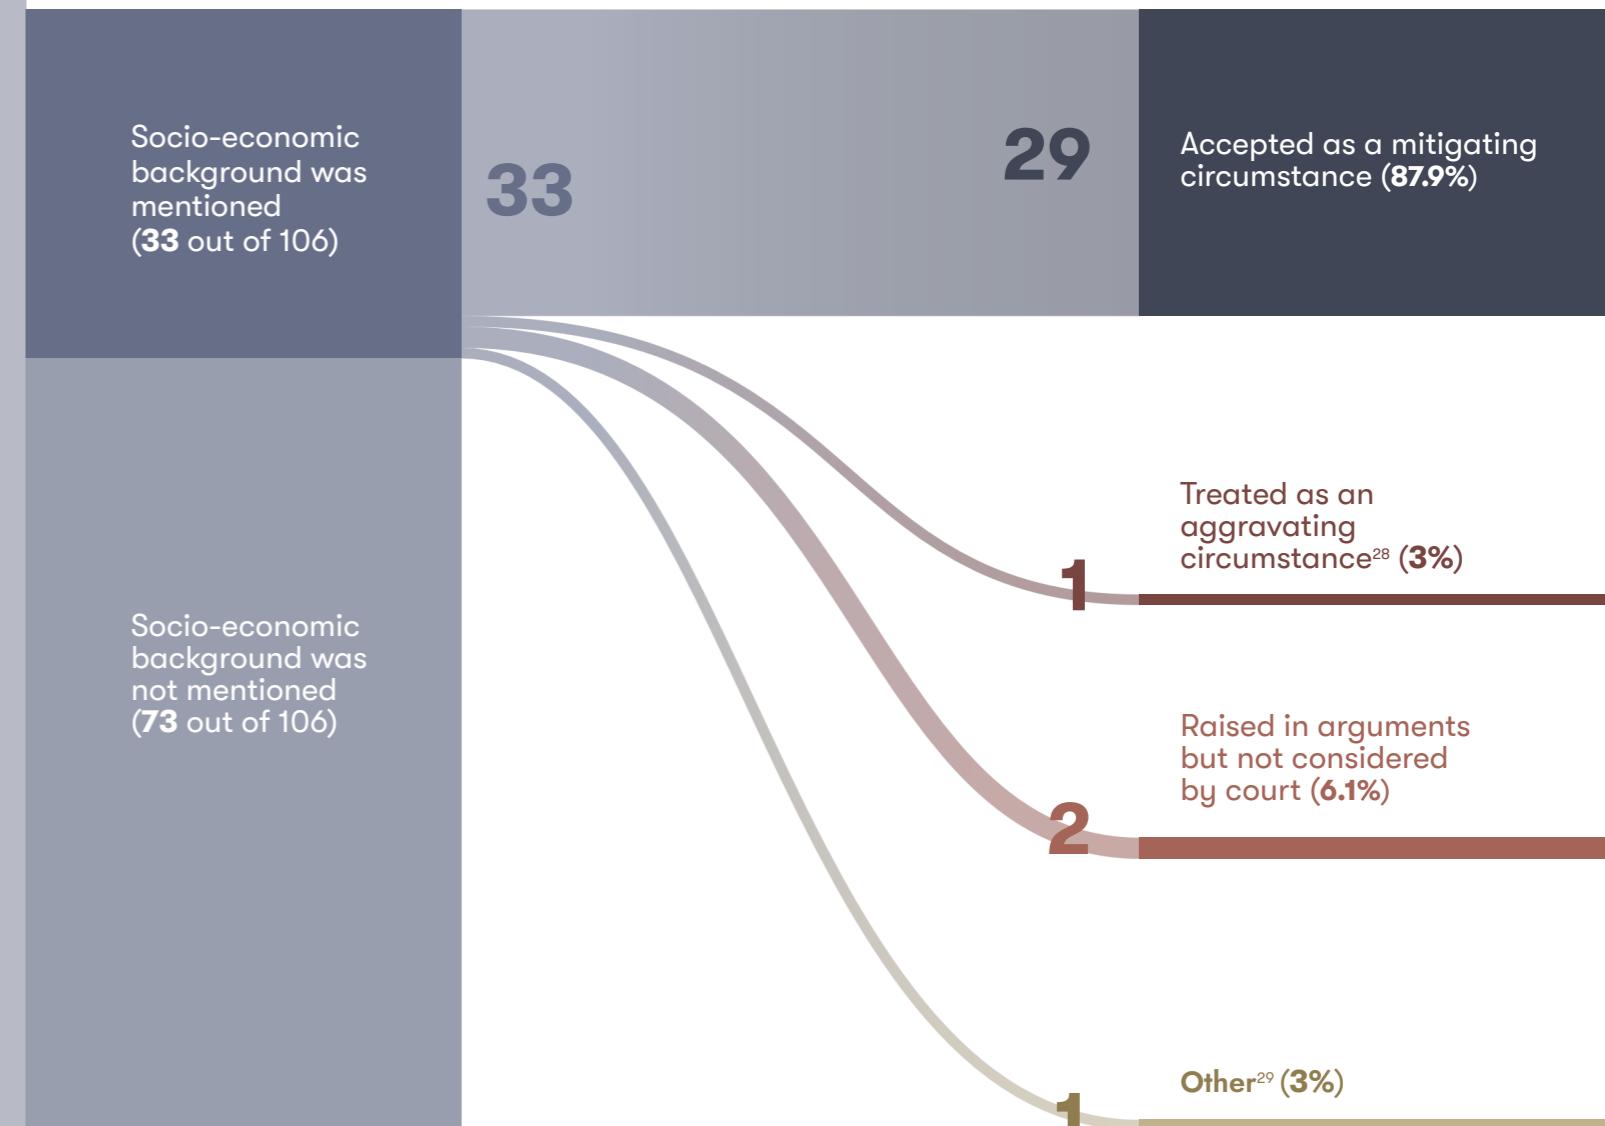 Socio-economic
background was
mentioned
(33 out of 106)
33
29
Accepted as a mitigating
circumstance (87.9%)
Treated as an
aggravating
circumstance28 (3%)
1
Socio-economic
background was
not mentioned
(73 out of 106)
Raised in arguments
but not considered
by court (6.1%)
2
Other29 (3%)
1